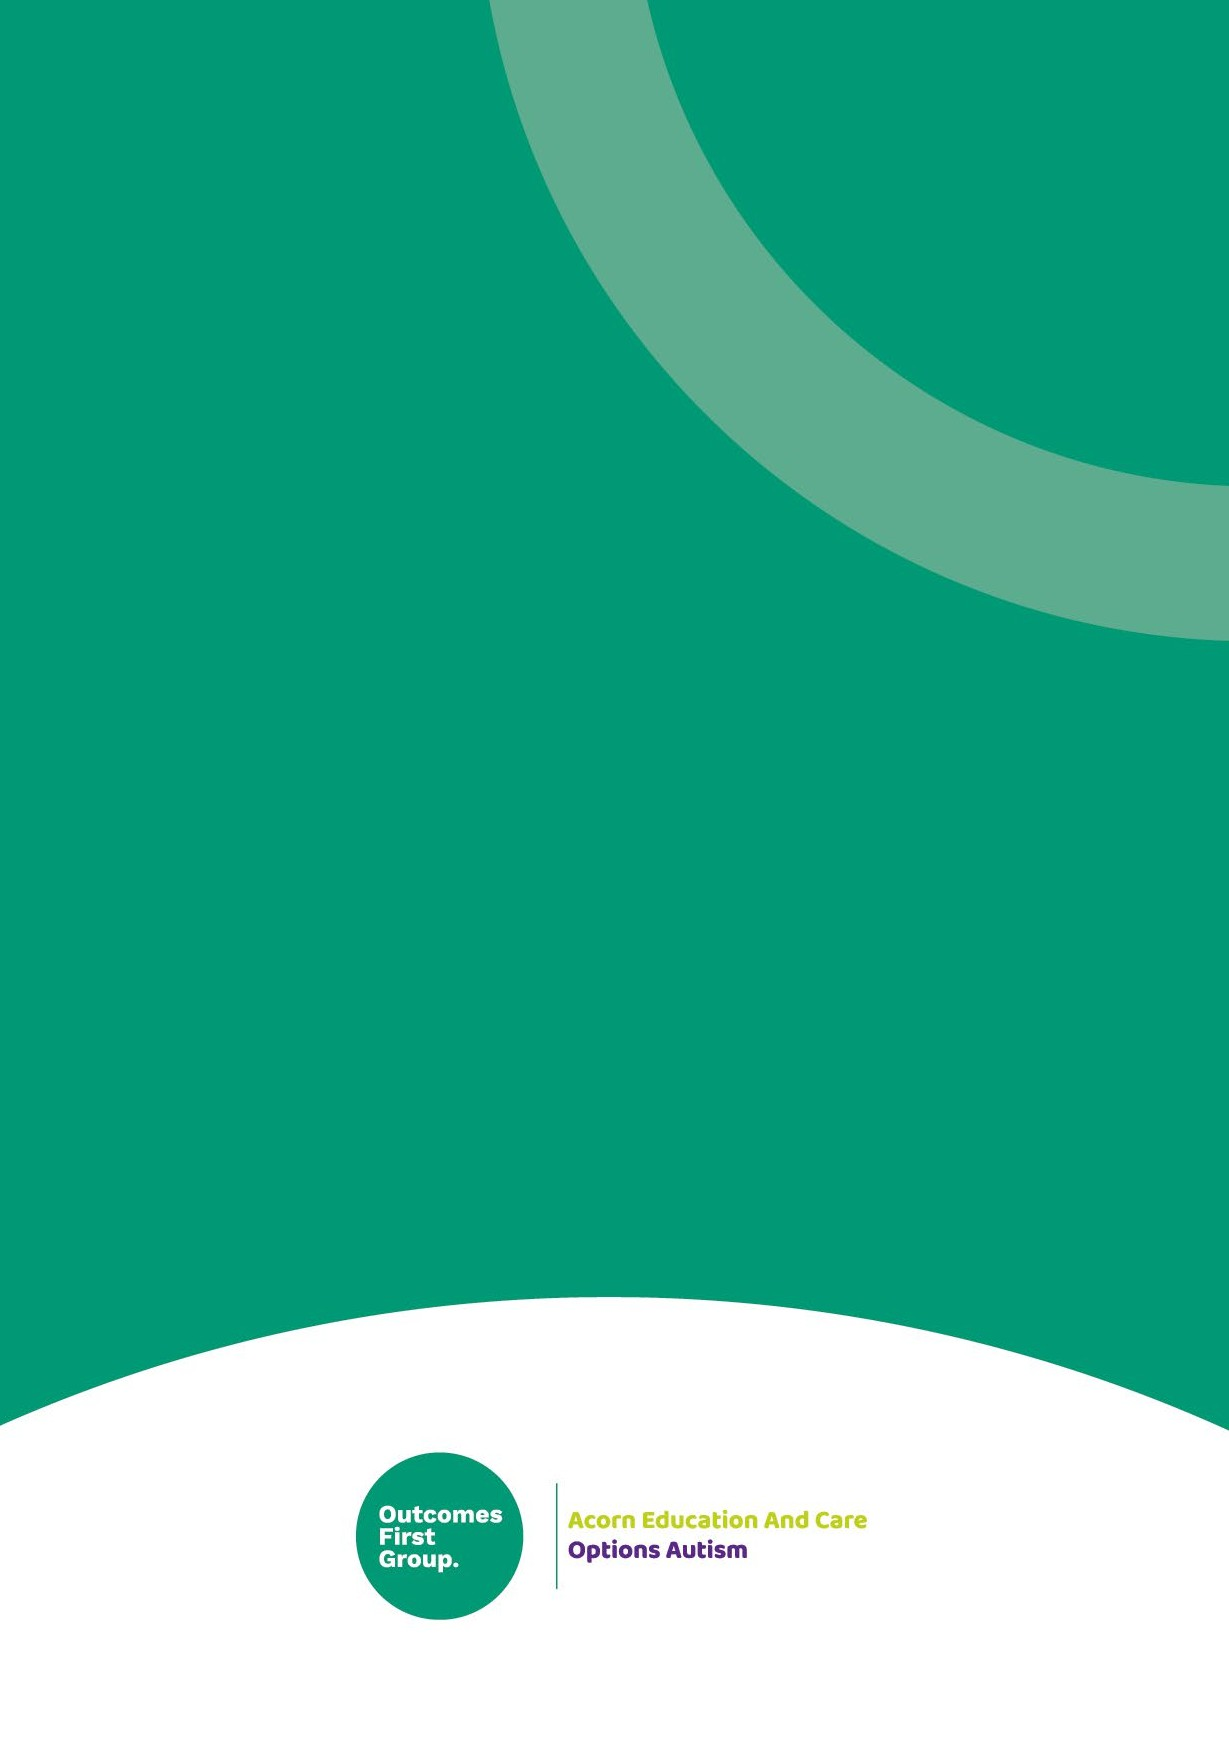 Outcomes
First
Group.
Acorn Education And Care
Options Autism